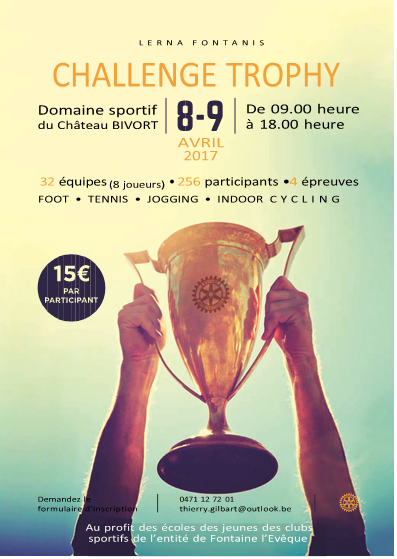 LERNA FONTANIS
CHALLENGE TROPHY
Domaine sportif
du Château BIVORT
8-9
AVRIL
2017
De 09.00 heure
à 18.00 heure
32 équipes (8 joueurs) • 256 participants • 4 épreuves
FOOT • TENNIS • JOGGING • INDOOR CYCLING
15€
PAR
PARTICIPANT
Demandez le
formulaire d'inscription
0471 12 72 01
thierry.gilbart@outlook.be
Au profit des écoles des jeunes des clubs
sportifs de l'entité de Fontaine l'Evêque